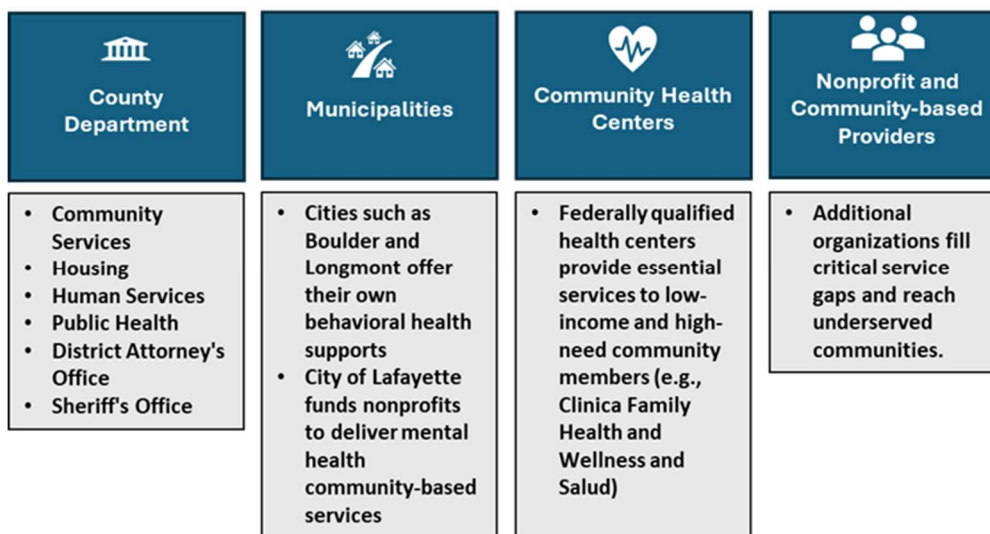 County
Department
• Community
Services
• Housing
• Human Services
• Public Health
• District Attorney's
Office
• Sheriff's Office
Municipalities
• Cities such as
Boulder and
Longmont offer
their own
behavioral health
supports
• City of Lafayette
funds nonprofits
to deliver mental
health
community-based
services
Community Health
Centers
• Federally qualified
health centers
provide essential
services to low-
income and high-
need community
members (e.g.,
Clinica Family
Health and
Wellness and
Salud)
Nonprofit and
Community-based
Providers
• Additional
organizations fill
critical service
gaps and reach
underserved
communities.